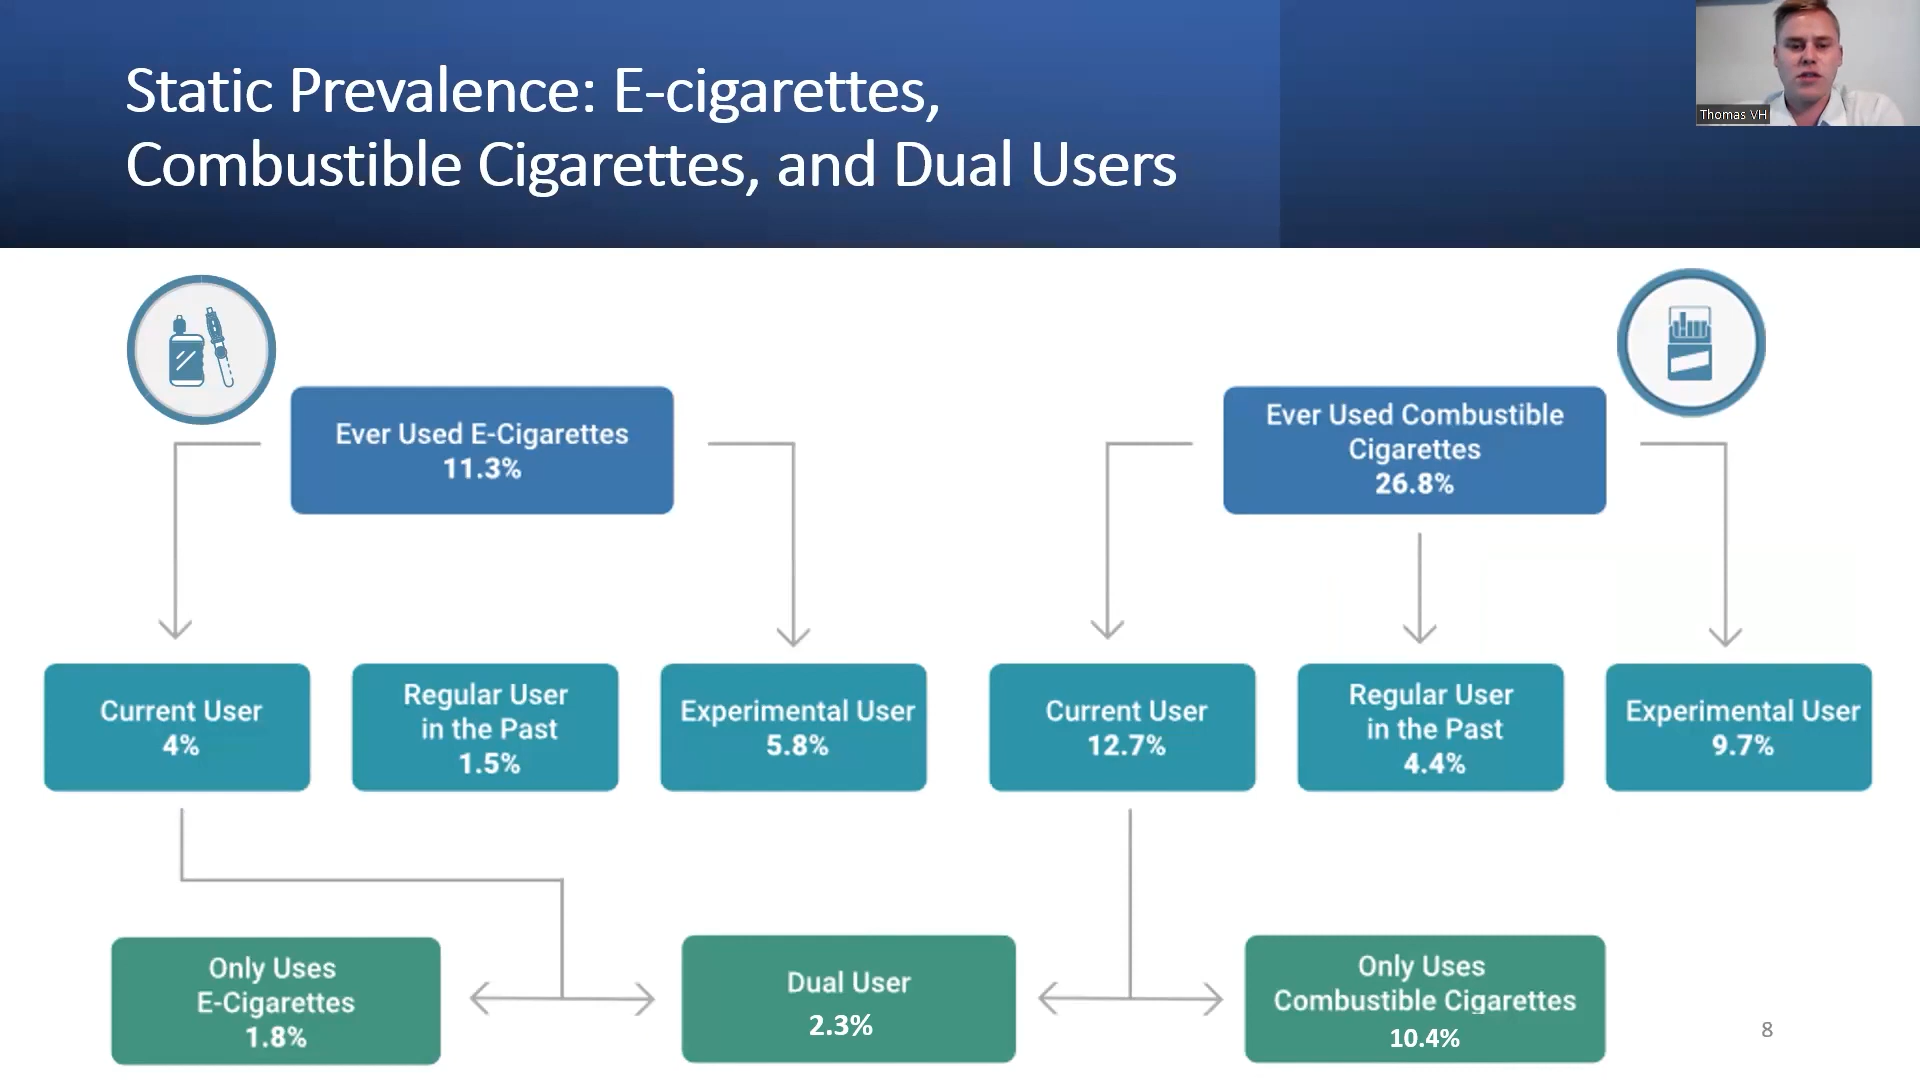 Static Prevalence: E-cigarettes,
Combustible Cigarettes, and Dual Users
Thomas VH
Ever Used E-Cigarettes
11.3%
Ever Used Combustible
Cigarettes
26.8%
Current User
4%
Regular User
in the Past
1.5%
Experimental User
5.8%
Current User
12.7%
Regular User
in the Past
4.4%
Experimental User
9.7%
Only Uses
E-Cigarettes
1.8%
Dual User
2.3%
Only Uses
Combustible Cigarettes
10.4%
8